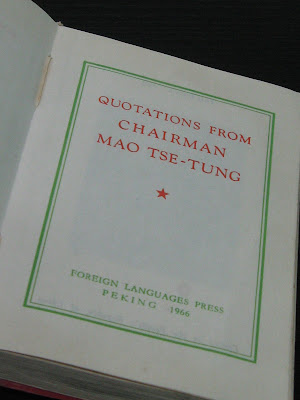 QUOTATIONS FROM
CHAIRMAN
MAO TSE-TUNG
FOREIGN LANGUAGES PRESS
PEKING 1966